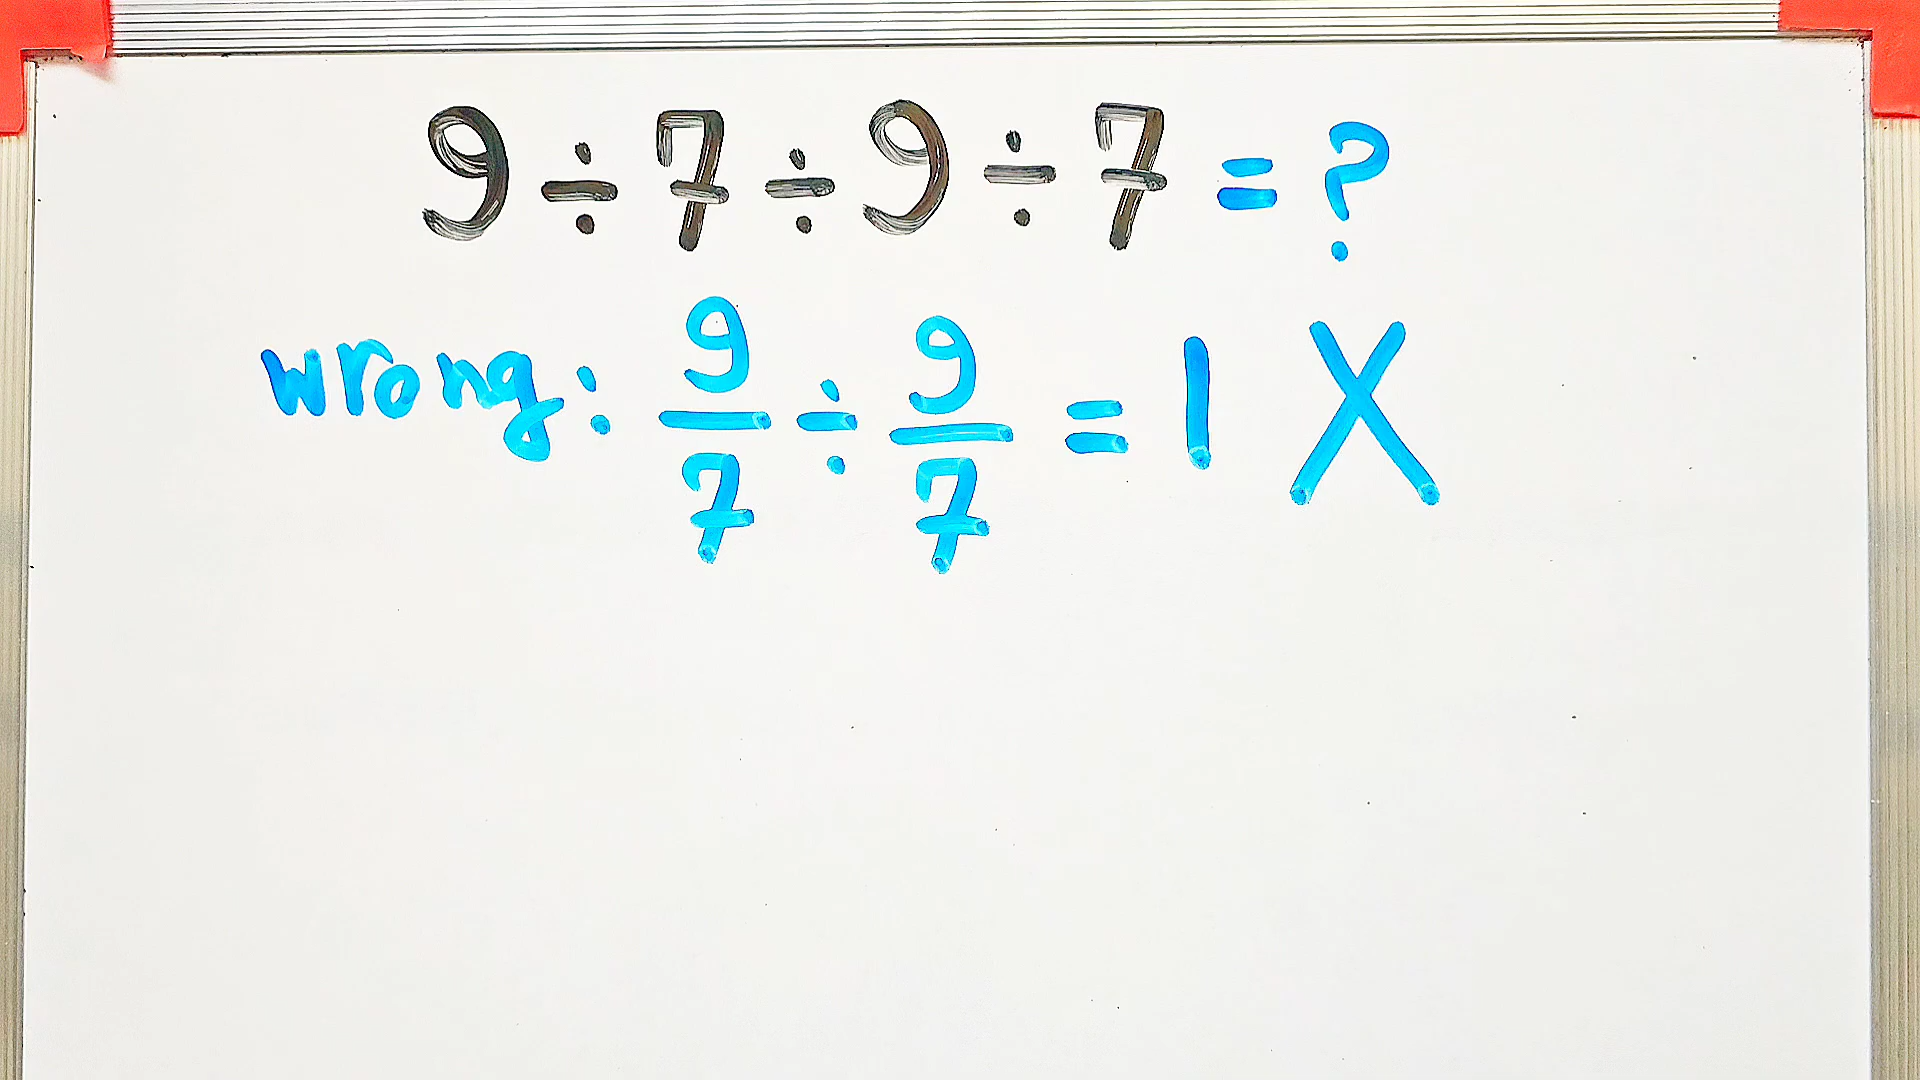 9 ÷ 7 ÷ 9 ÷ 7 = ?
wrong: 9/7 ÷ 9/7 = 1 X